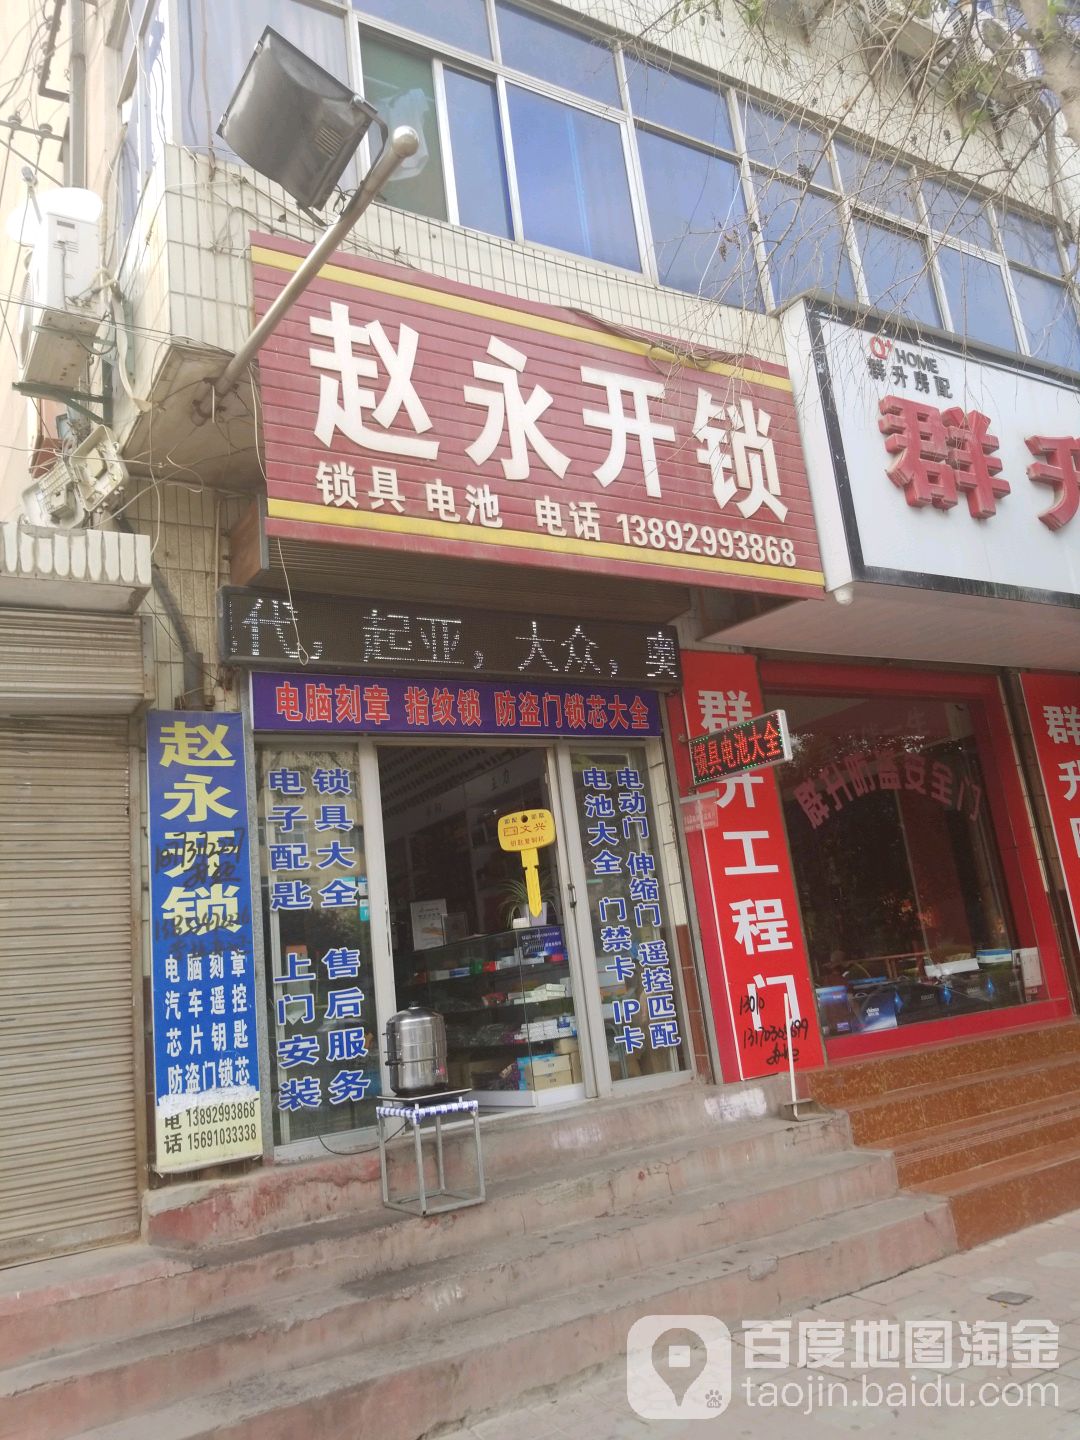 赵永开锁
锁具 电池 电话 13892993868
代，起亚，大众，奥
电脑刻章 指纹锁 防盗门锁芯大全
赵永开锁
电脑刻章
汽车遥控
芯片钥匙
防盗门锁芯
电话 13892993868
15691033338
锁具大全 售后服务
电子配匙 上门安装
文兴
电动门 伸缩门 遥控匹配
电池大全 门禁卡 IP卡
锁具电池大全
HOME
群升
群升工程门
群升防盗安全门
群升防
百度地图淘金
taojin.baidu.com